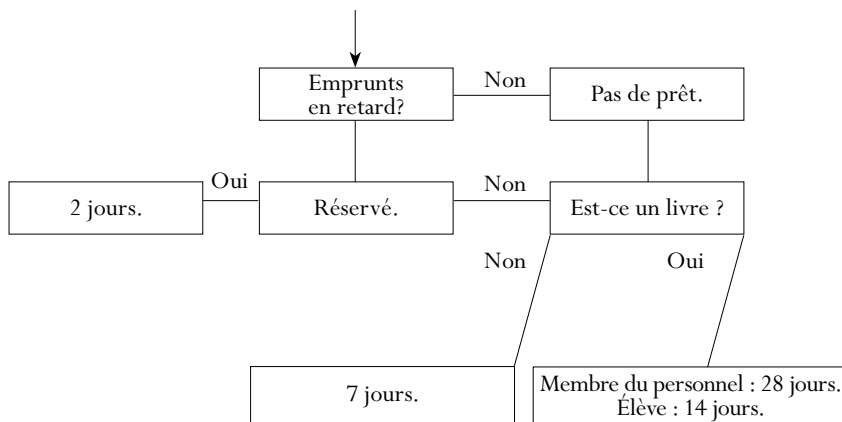 Emprunts
en retard?
Non
Pas de prêt.
2 jours.
Oui
Réservé.
Non
Est-ce un livre ?
Non
Oui
7 jours.
Membre du personnel : 28 jours.
Élève : 14 jours.